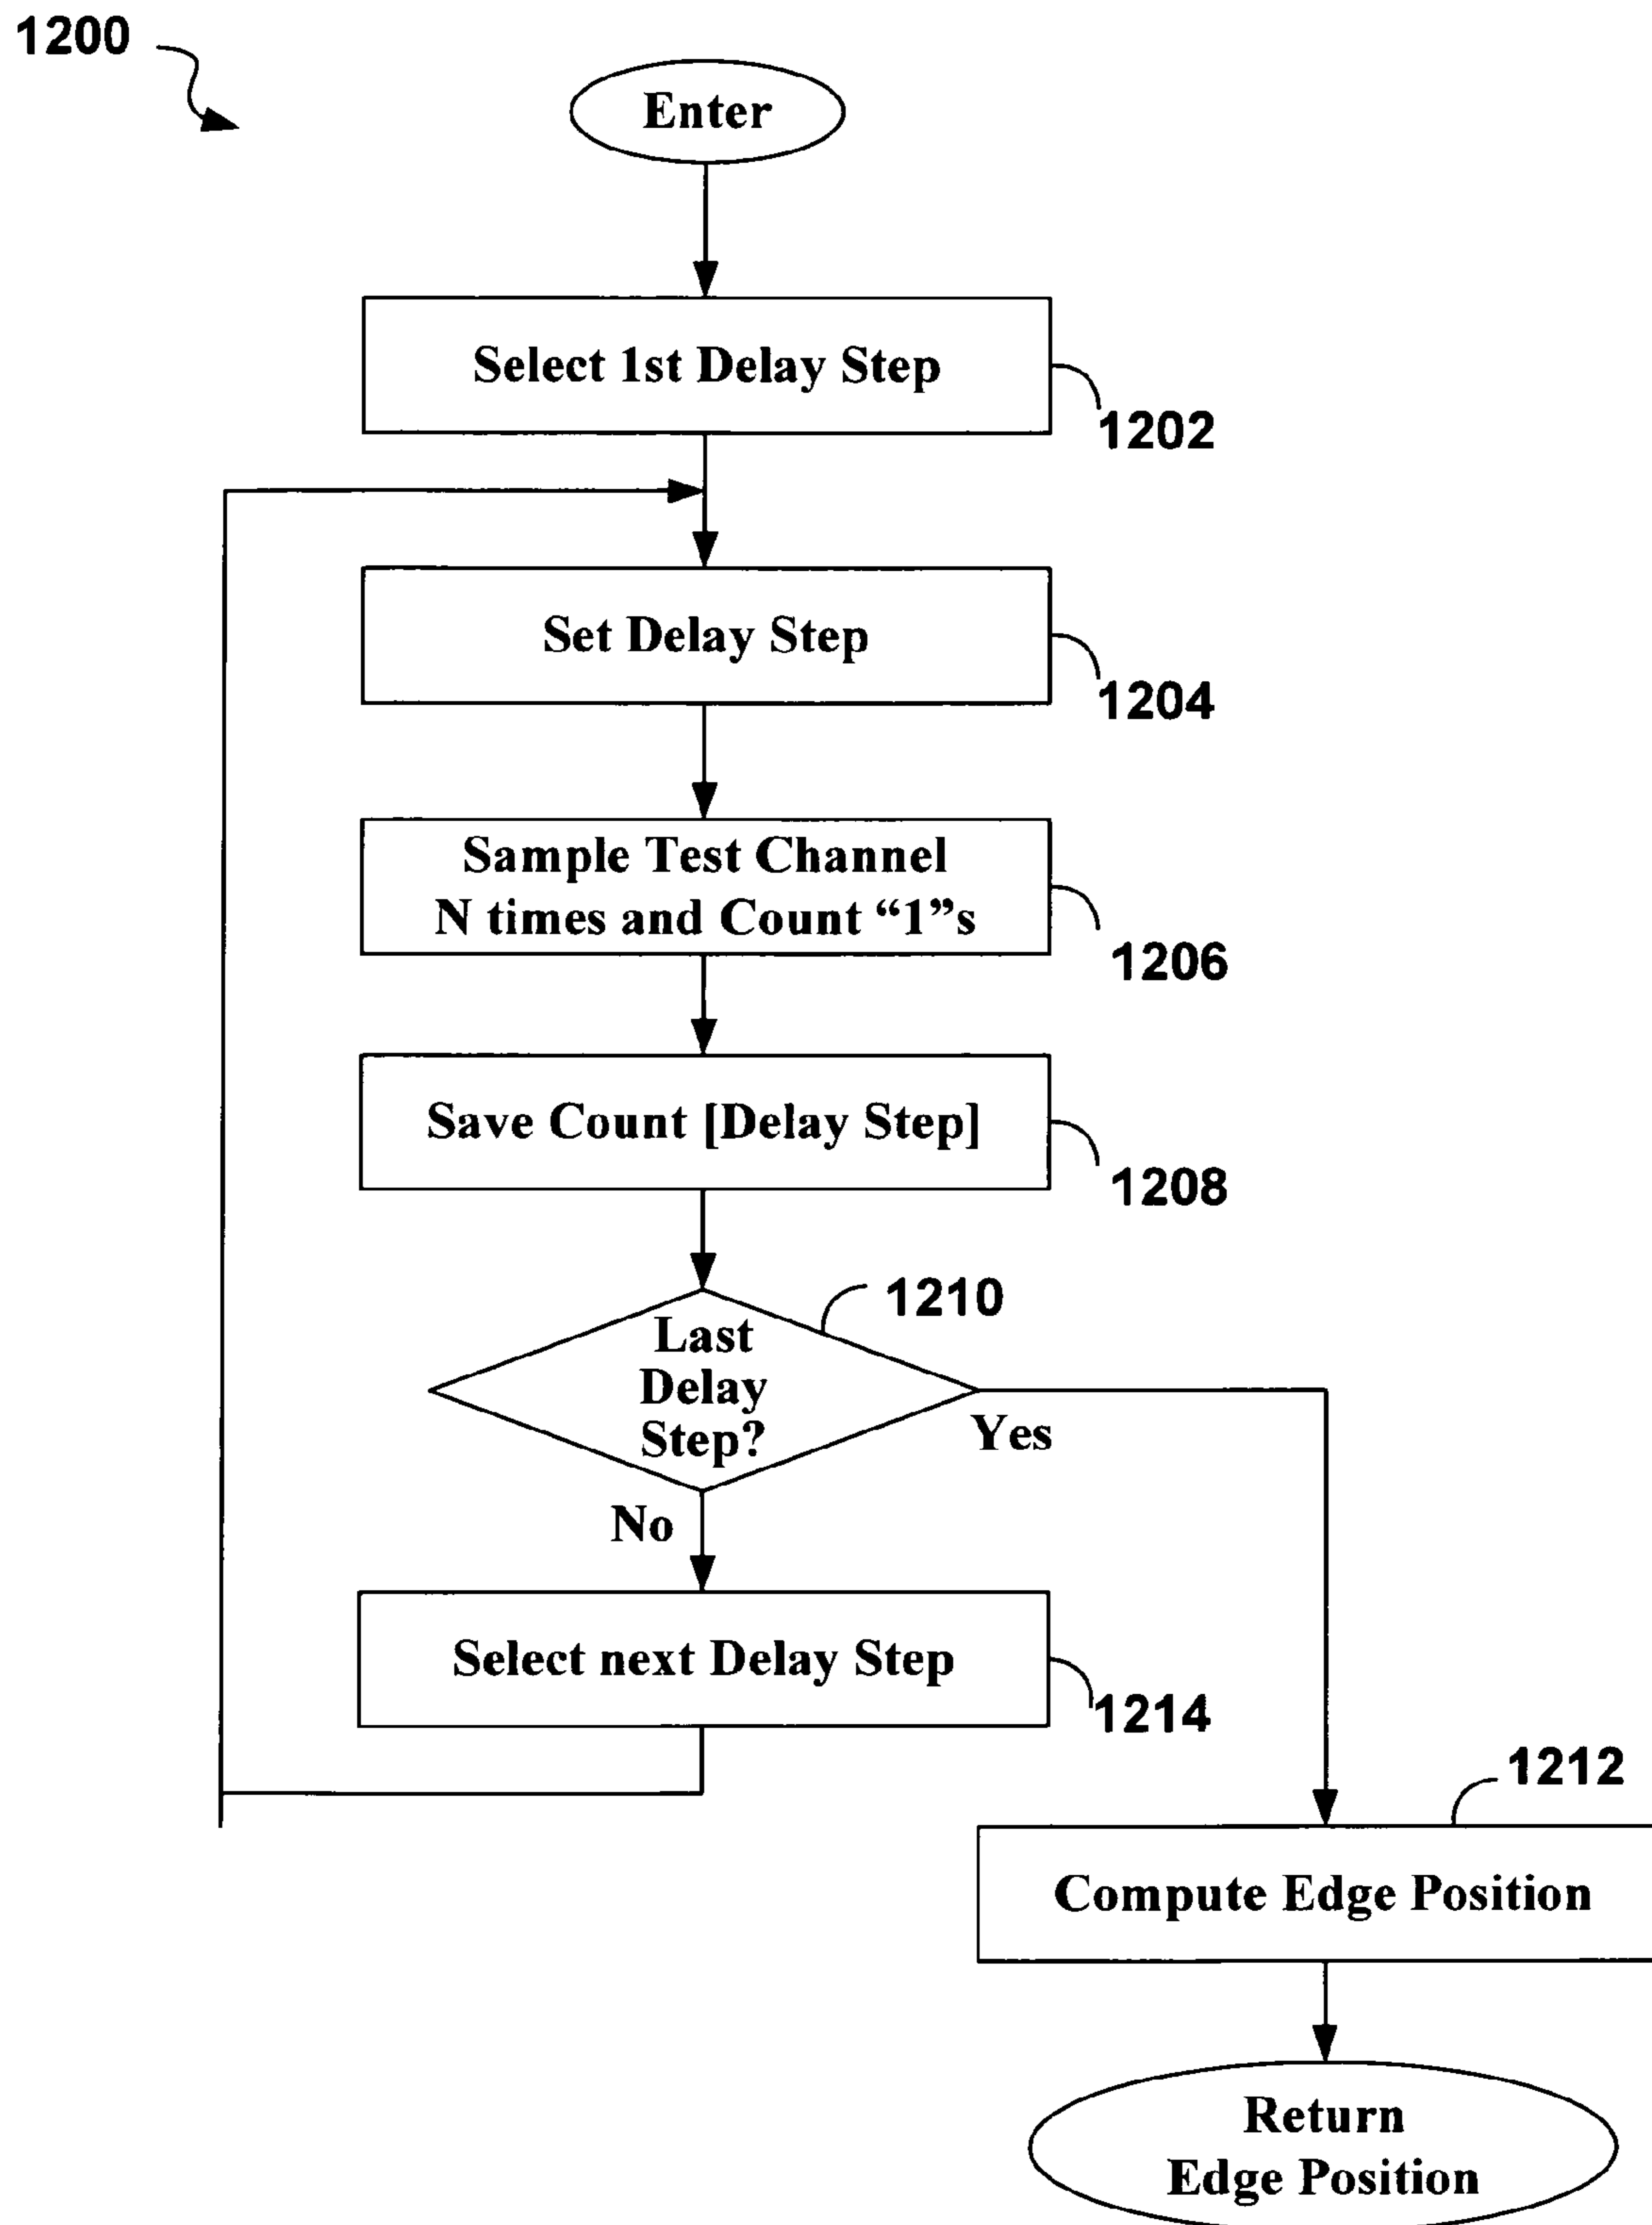 1200
Enter
Select 1st Delay Step
1202
Set Delay Step
1204
Sample Test Channel
N times and Count “1”s
1206
Save Count [Delay Step]
1208
1210
Last
Delay
Step?
Yes
No
Select next Delay Step
1214
1212
Compute Edge Position
Return
Edge Position